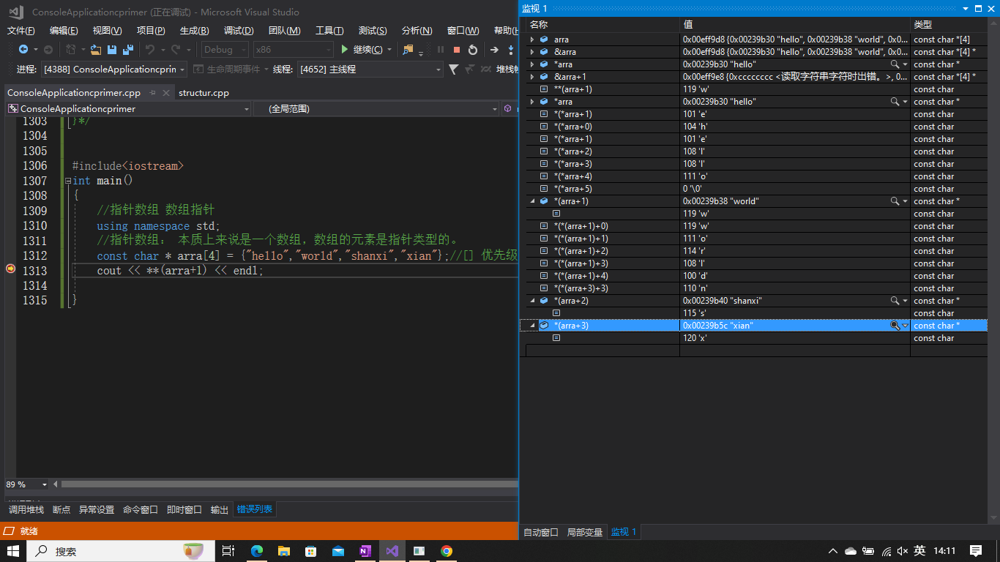 ConsoleApplicationcprimer (正在调试) - Microsoft Visual Studio
文件(F) 编辑(E) 视图(V) 项目(P) 生成(B) 调试(D) 团队(M) 工具(T) 测试(S) 分析(N) 窗口(W) 帮助(
Debug x86 继续(C)
进程: [4388] ConsoleApplicationcprin 生命周期事件 线程: [4652] 主线程 堆栈
ConsoleApplicationcprimer.cpp structur.cpp
ConsoleApplicationcprimer (全局范围)
1303 }*/
1304
1305
1306 #include<iostream>
1307 int main()
1308 {
1309 //指针数组 数组指针
1310 using namespace std;
1311 //指针数组: 本质上来说是一个数组,数组的元素是指针类型的。
1312 const char * arra[4] = {"hello","world","shanxi","xian"};//[] 优先级
1313 cout << **(arra+1) << endl;
1314
1315 }
89 %
调用堆栈 断点 异常设置 命令窗口 即时窗口 输出 错误列表
就绪
监视 1
名称 值 类型
arra 0x00eff9d8 {0x00239b30 "hello", 0x00239b38 "world", 0x0... const char *[4]
&arra 0x00eff9d8 {0x00239b30 "hello", 0x00239b38 "world", 0x0... const char *[4] *
*arra 0x00239b30 "hello" const char *
&arra+1 0x00eff9e8 {0xcccccccc <读取字符串字符时出错。>, 0... const char *[4] *
**(arra+1) 119 'w' const char
*arra 0x00239b30 "hello" const char *
*(*arra+1) 101 'e' const char
*(*arra+0) 104 'h' const char
*(*arra+1) 101 'e' const char
*(*arra+2) 108 'l' const char
*(*arra+3) 108 'l' const char
*(*arra+4) 111 'o' const char
*(*arra+5) 0 '\0' const char
*(arra+1) 0x00239b38 "world" const char *
119 'w' const char
*(*(arra+1)+0) 119 'w' const char
*(*(arra+1)+1) 111 'o' const char
*(*(arra+1)+2) 114 'r' const char
*(*(arra+1)+3) 108 'l' const char
*(*(arra+1)+4) 100 'd' const char
*(*(arra+3)+3) 110 'n' const char
*(arra+2) 0x00239b40 "shanxi" const char *
115 's' const char
*(arra+3) 0x00239b5c "xian" const char *
120 'x' const char
自动窗口 局部变量 监视 1
搜索 英 14:11